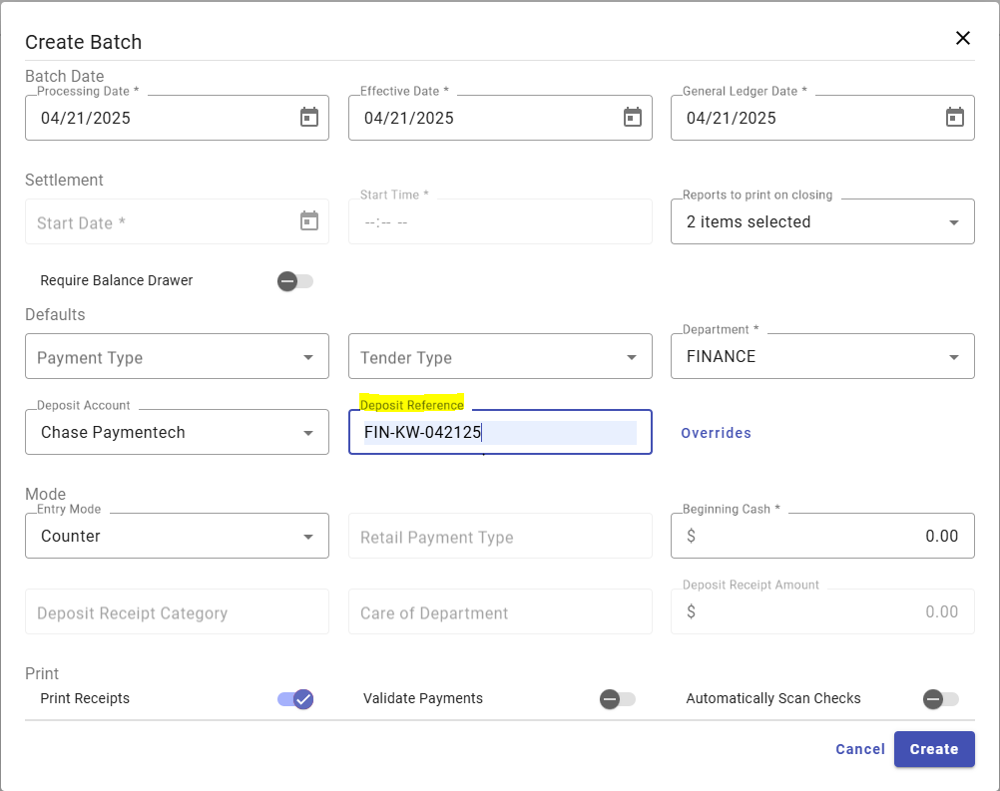 Create Batch
Batch Date
Processing Date *
Effective Date *
General Ledger Date *
04/21/2025
04/21/2025
04/21/2025
Settlement
Start Time *
Reports to print on closing
Start Date *
--:-- --
2 items selected
Require Balance Drawer
Defaults
Department *
Payment Type
Tender Type
FINANCE
Deposit Account
Deposit Reference
Chase Paymentech
FIN-KW-042125
Overrides
Mode
Entry Mode
Beginning Cash *
Counter
Retail Payment Type
$ 0.00
Deposit Receipt Amount
Deposit Receipt Category
Care of Department
$ 0.00
Print
Print Receipts
Validate Payments
Automatically Scan Checks
Cancel
Create